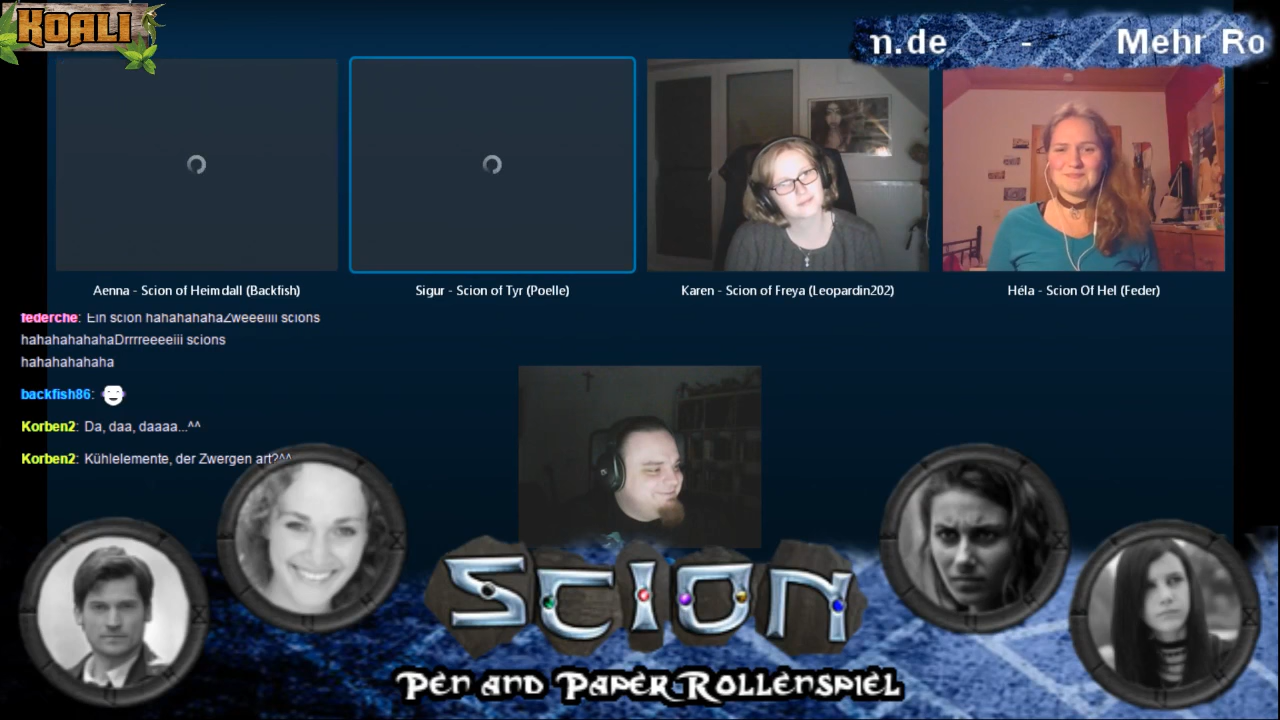 KOALI
n.de - Mehr Ro
Aenna - Scion of Heimdall (Backfish)
Sigur - Scion of Tyr (Poelle)
Karen - Scion of Freya (Leopardin202)
Héla - Scion Of Hel (Feder)
federche: Ein scion hahahahahaZweeeiiii scions
hahahahahahaDrrrreeeeiii scions
hahahahahaha
backfish86:
Korben2: Da, daa, daaaa...^^
Korben2: Kühlelemente, der Zwergen art?^^
SCION
PEN AND PAPER ROLLENSPIEL